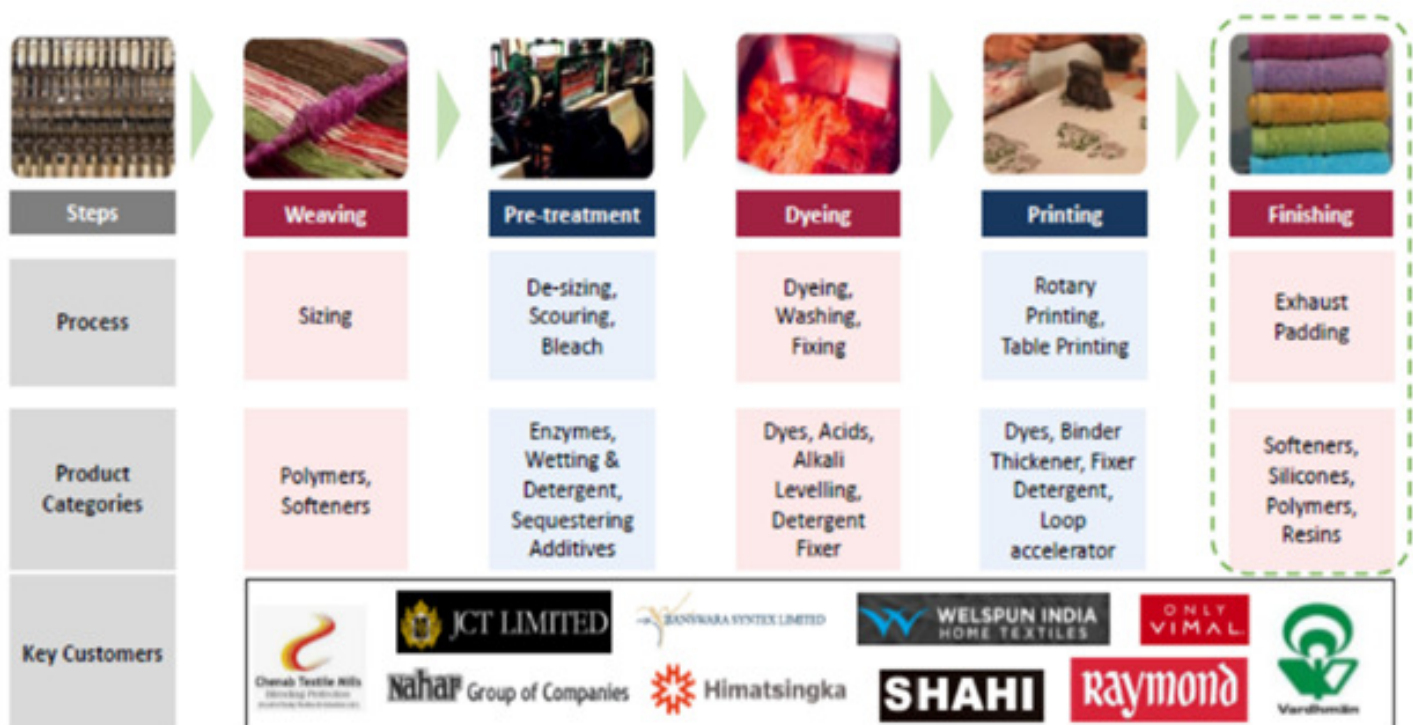 Steps
Weaving
Pre-treatment
Dyeing
Printing
Finishing
Process
Sizing
De-sizing,
Scouring,
Bleach
Dyeing,
Washing,
Fixing
Rotary
Printing,
Table Printing
Exhaust
Padding
Product
Categories
Polymers,
Softeners
Enzymes,
Wetting &
Detergent,
Sequestering
Additives
Dyes, Acids,
Alkali
Levelling,
Detergent
Fixer
Dyes, Binder
Thickener, Fixer
Detergent,
Loop
accelerator
Softeners,
Silicones,
Polymers,
Resins
Key Customers
Chenab Textile Mills
JCT LIMITED
BANSWARA SYNTEX LIMITED
WELSPUN INDIA
HOME TEXTILES
ONLY
VIMAL
Nahar Group of Companies
Himatsingka
SHAHI
Raymond
Vardhmān